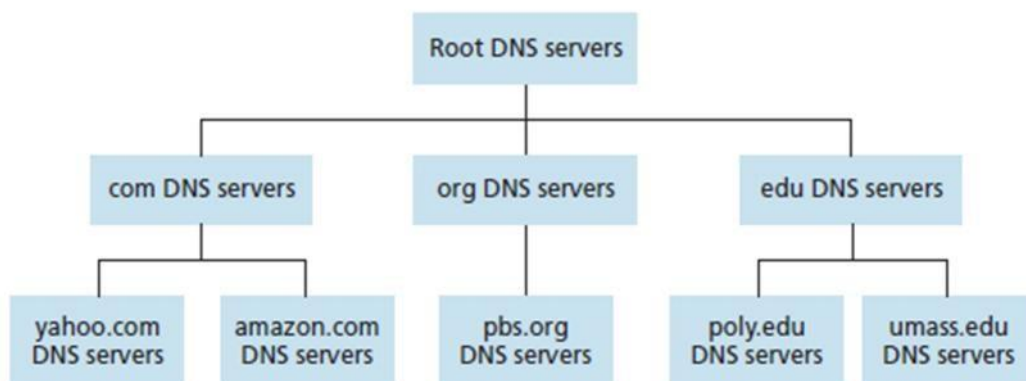 Root DNS servers
com DNS servers
org DNS servers
edu DNS servers
yahoo.com
DNS servers
amazon.com
DNS servers
pbs.org
DNS servers
poly.edu
DNS servers
umass.edu
DNS servers